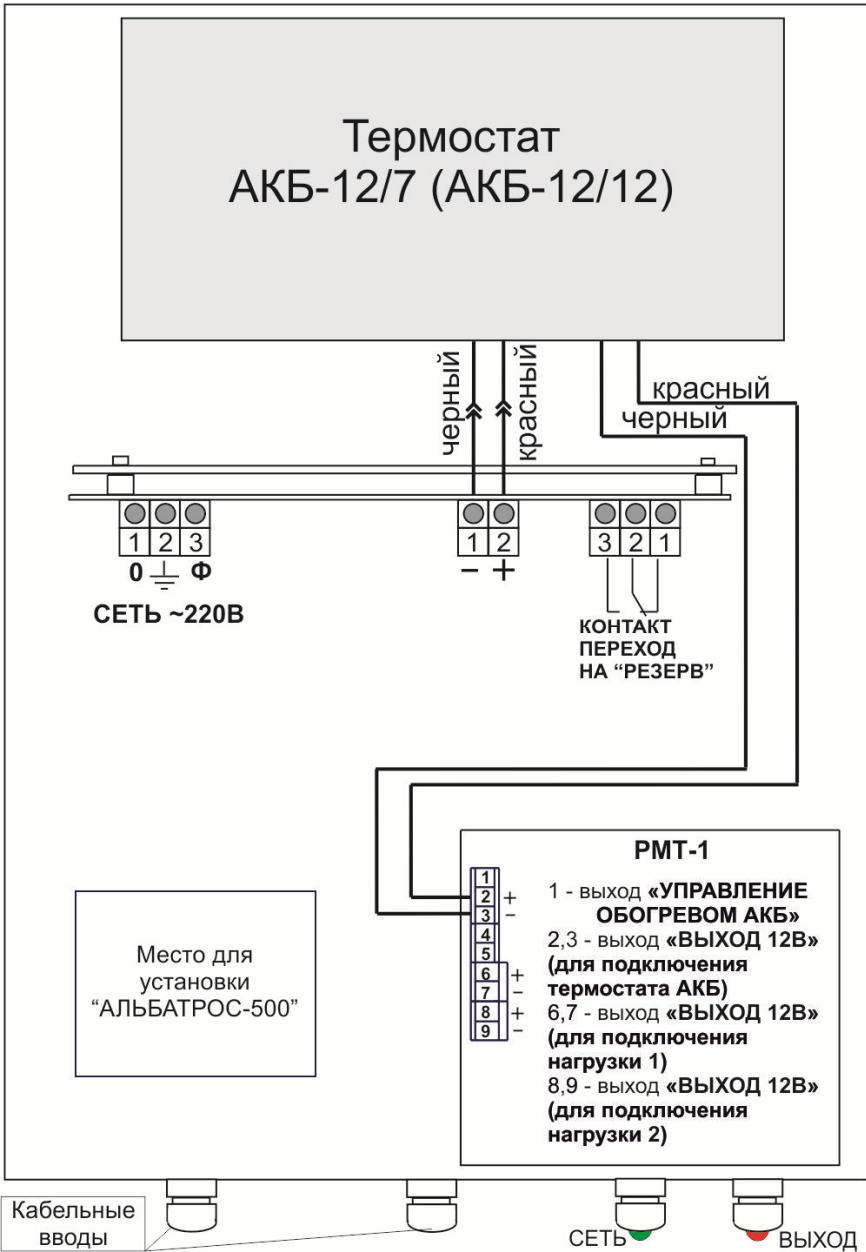 Термостат
АКБ-12/7 (АКБ-12/12)
черный
красный
красный
черный
1 2 3
0 Ф
СЕТЬ ~220В
1 2
– +
3 2 1
КОНТАКТ
ПЕРЕХОД
НА “РЕЗЕРВ”
РМТ-1
1
2 +
3 –
4
5
6 +
7 –
8 +
9 –
1 - выход «УПРАВЛЕНИЕ
ОБОГРЕВОМ АКБ»
2,3 - выход «ВЫХОД 12В»
(для подключения
термостата АКБ)
6,7 - выход «ВЫХОД 12В»
(для подключения
нагрузки 1)
8,9 - выход «ВЫХОД 12В»
(для подключения
нагрузки 2)
Место для
установки
“АЛЬБАТРОС-500”
Кабельные
вводы
СЕТЬ
ВЫХОД